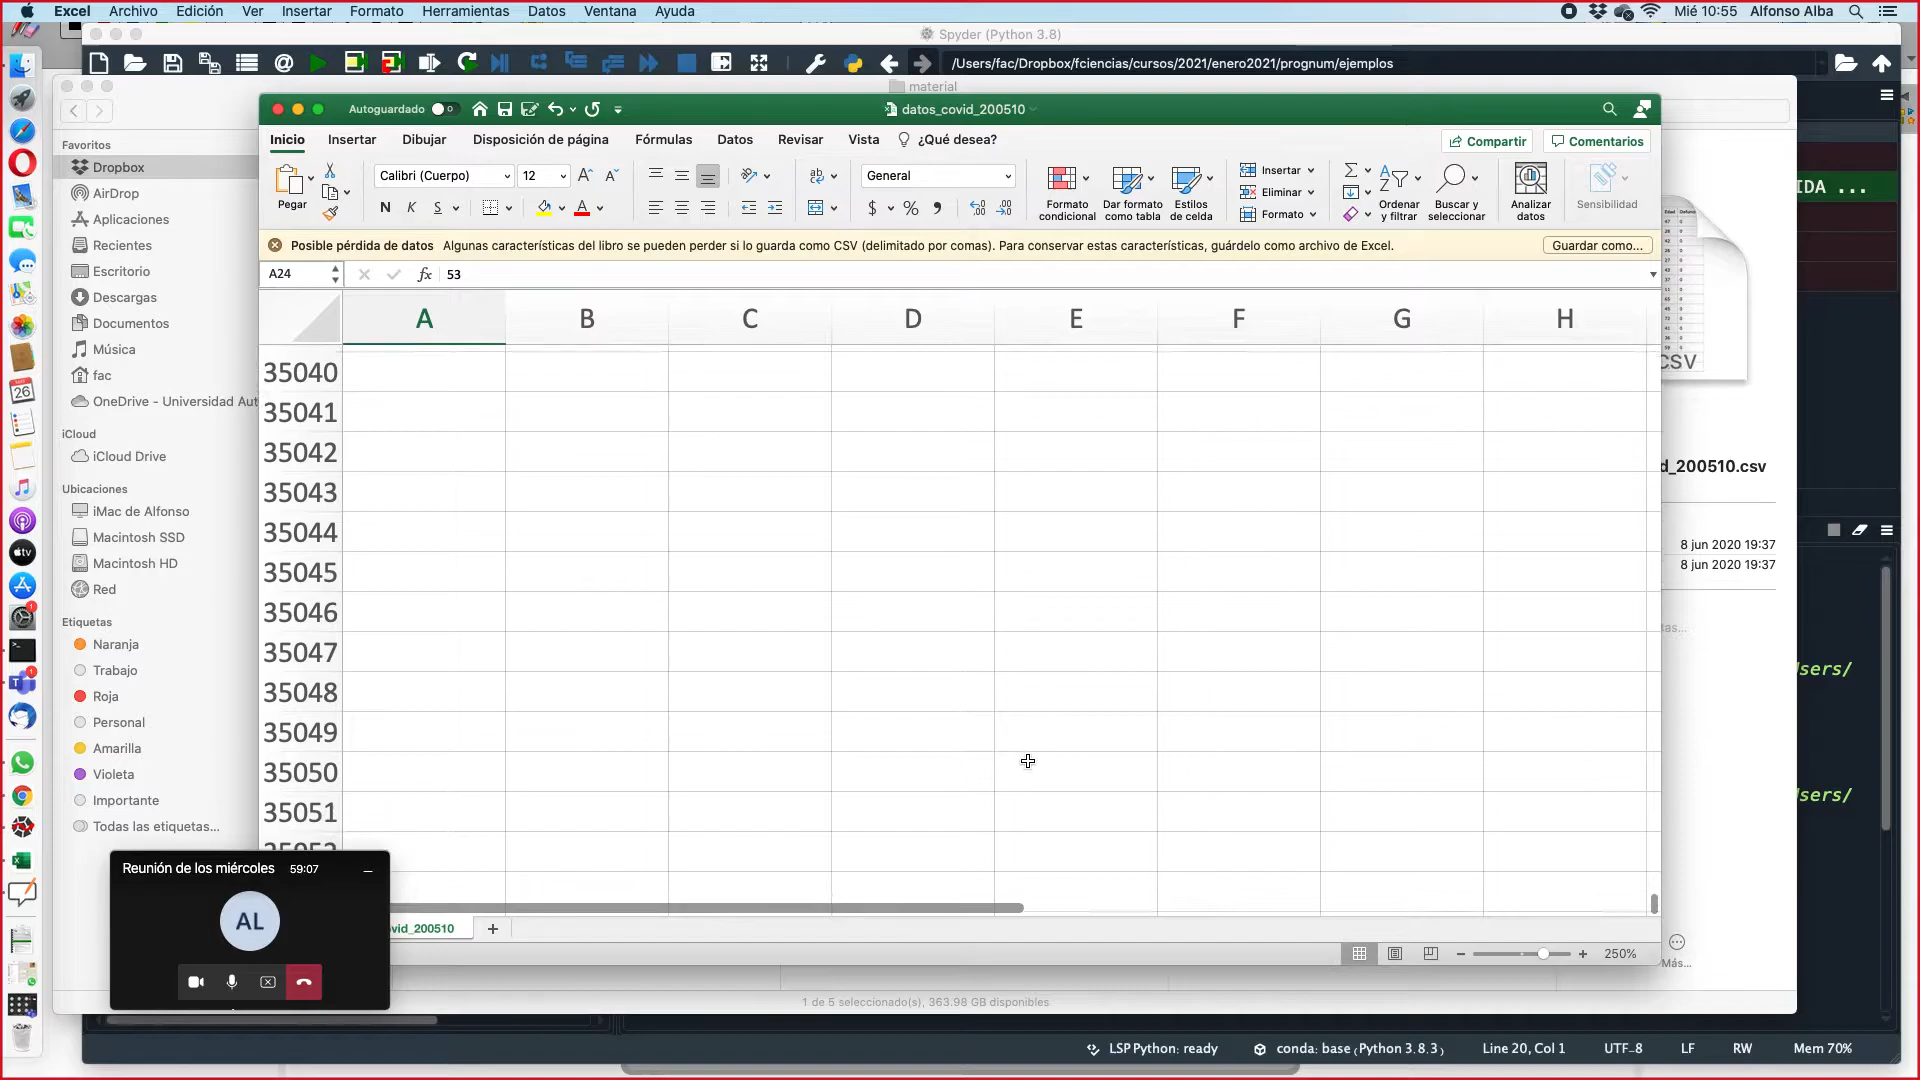 Excel Archivo Edición Ver Insertar Formato Herramientas Datos Ventana Ayuda Mié 10:55 Alfonso Alba
Spyder (Python 3.8)
/Users/fac/Dropbox/fciencias/cursos/2021/enero2021/prognum/ejemplos
material
Autoguardado
datos_covid_200510
Inicio Insertar Dibujar Disposición de página Fórmulas Datos Revisar Vista ¿Qué desea? Compartir Comentarios
Pegar
Calibri (Cuerpo) 12
N K S
General
$ %
Formato condicional
Dar formato como tabla
Estilos de celda
Insertar
Eliminar
Formato
Ordenar y filtrar
Buscar y seleccionar
Analizar datos
Sensibilidad
Posible pérdida de datos Algunas características del libro se pueden perder si lo guarda como CSV (delimitado por comas). Para conservar estas características, guárdelo como archivo de Excel. Guardar como...
A24 fx 53
A B C D E F G H
35040
35041
35042
35043
35044
35045
35046
35047
35048
35049
35050
35051
35052
Favoritos
Dropbox
AirDrop
Aplicaciones
Recientes
Escritorio
Descargas
Documentos
Música
fac
OneDrive - Universidad Aut
iCloud
iCloud Drive
Ubicaciones
iMac de Alfonso
Macintosh SSD
Macintosh HD
Red
Etiquetas
Naranja
Trabajo
Roja
Personal
Amarilla
Violeta
Importante
Todas las etiquetas...
IDA ...
CSV
d_200510.csv
8 jun 2020 19:37
8 jun 2020 19:37
Más...
sers/
sers/
Reunión de los miércoles 59:07
AL
vid_200510
250%
1 de 5 seleccionado(s), 363.98 GB disponibles
LSP Python: ready conda: base (Python 3.8.3) Line 20, Col 1 UTF-8 LF RW Mem 70%